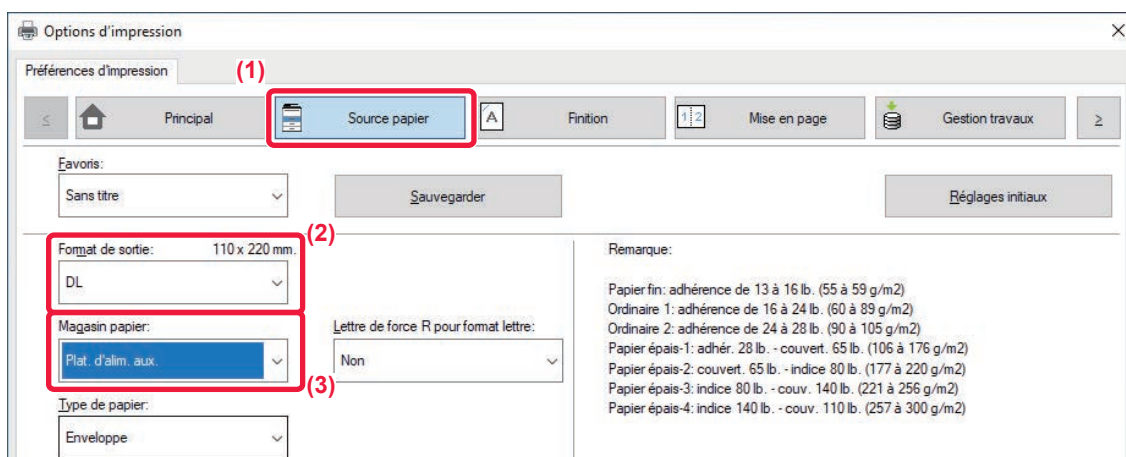 Options d'impression
Préférences d'impression
(1)
<
Principal
Source papier
A
Finition
1 2
Mise en page
Gestion travaux
>
Favoris:
Sans titre
Sauvegarder
Réglages initiaux
(2)
Format de sortie: 110 x 220 mm.
DL
Magasin papier:
Plat. d'alim. aux.
(3)
Lettre de force R pour format lettre:
Non
Type de papier:
Enveloppe
Remarque:
Papier fin: adhérence de 13 à 16 lb. (55 à 59 g/m2)
Ordinaire 1: adhérence de 16 à 24 lb. (60 à 89 g/m2)
Ordinaire 2: adhérence de 24 à 28 lb. (90 à 105 g/m2)
Papier épais-1: adhér. 28 lb. - couvert. 65 lb. (106 à 176 g/m2)
Papier épais-2: couvert. 65 lb. - indice 80 lb. (177 à 220 g/m2)
Papier épais-3: indice 80 lb. - couv. 140 lb. (221 à 256 g/m2)
Papier épais-4: indice 140 lb. - couv. 110 lb. (257 à 300 g/m2)